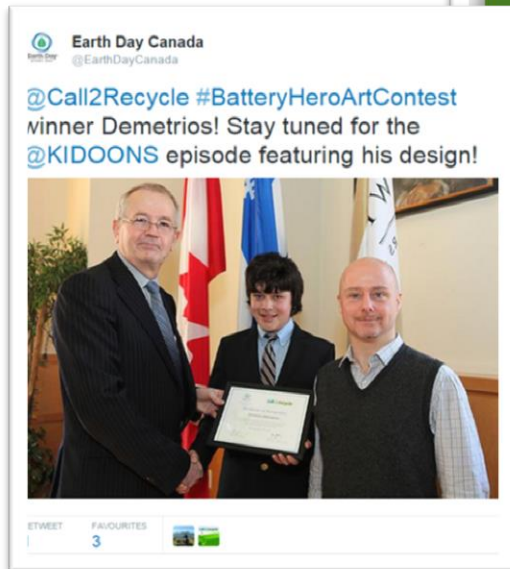 Earth Day Canada
@EarthDayCanada
@Call2Recycle #BatteryHeroArtContest
winner Demetrios! Stay tuned for the
@KIDOONS episode featuring his design!
ETWEET
FAVOURITES
3